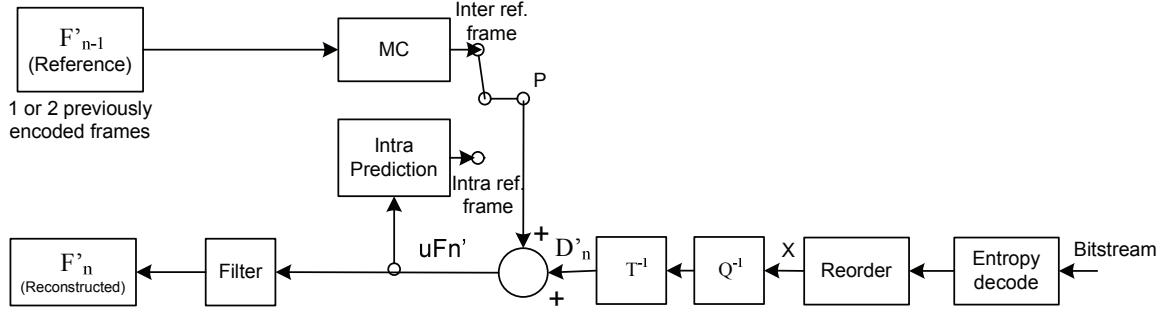 F'n-1
(Reference)
1 or 2 previously
encoded frames
MC
Inter ref.
frame
P
Intra
Prediction
Intra ref.
frame
F'n
(Reconstructed)
Filter
uFn'
+
+
D'n
T-1
Q-1
X
Reorder
Entropy
decode
Bitstream